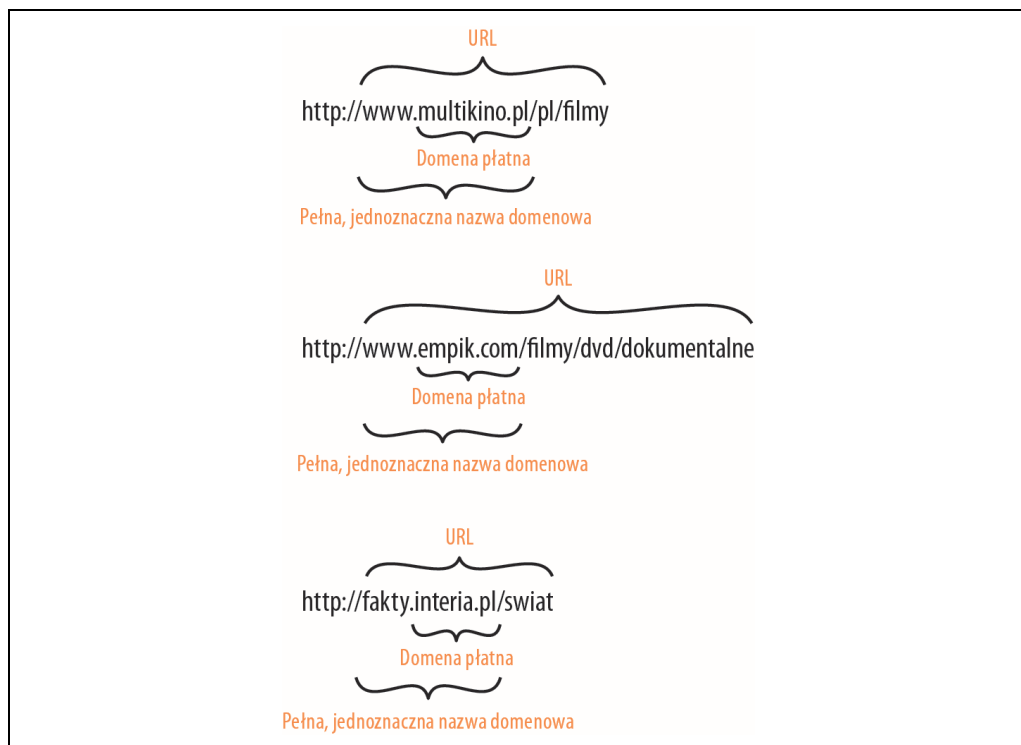 URL
http://www.multikino.pl/pl/filmy
Domena płatna
Pełna, jednoznaczna nazwa domenowa
URL
http://www.empik.com/filmy/dvd/dokumentalne
Domena płatna
Pełna, jednoznaczna nazwa domenowa
URL
http://fakty.interia.pl/swiat
Domena płatna
Pełna, jednoznaczna nazwa domenowa